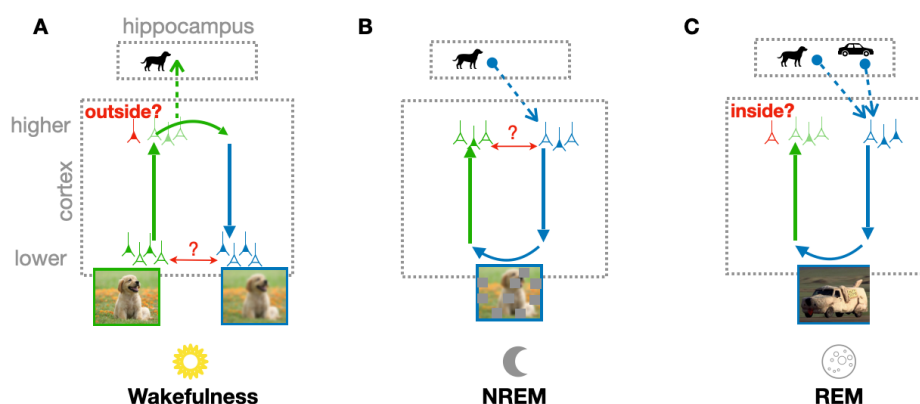 A
hippocampus
B
C
outside?
inside?
higher
?
cortex
?
lower
Wakefulness
NREM
REM